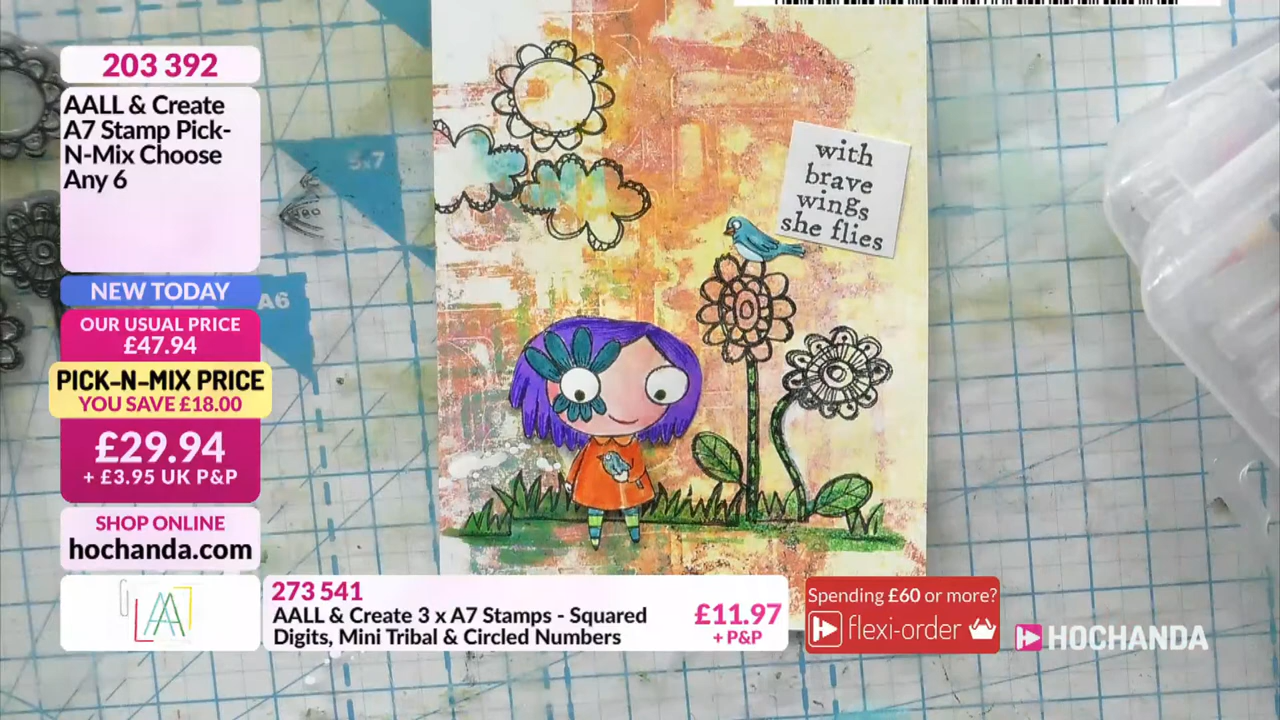 203 392
AALL & Create
A7 Stamp Pick-
N-Mix Choose
Any 6
NEW TODAY
OUR USUAL PRICE
£47.94
PICK-N-MIX PRICE
YOU SAVE £18.00
£29.94
+ £3.95 UK P&P
SHOP ONLINE
hochanda.com
5x7
A6
with
brave
wings
she flies
LAA
273 541
AALL & Create 3 x A7 Stamps - Squared
Digits, Mini Tribal & Circled Numbers
£11.97
+ P&P
Spending £60 or more?
flexi-order
HOCHANDA